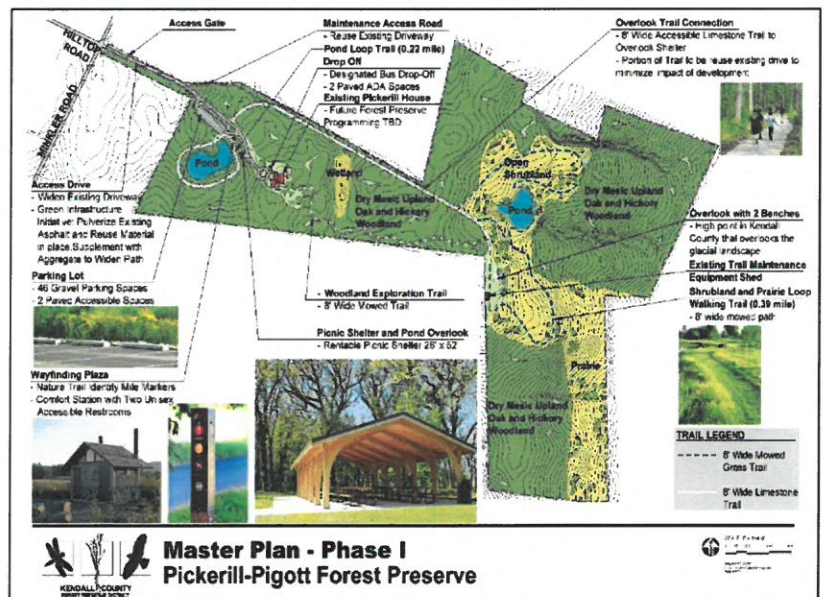 Access Gate
HILLTOP
ROAD
MINKLER ROAD
Maintenance Access Road
- Reuse Existing Driveway
Pond Loop Trail (0.22 mile)
Drop Off
- Designated Bus Drop-Off
- 2 Paved ADA Spaces
Existing Pickerill House
- Future Forest Preserve
Programming TBD
Overlook Trail Connection
- 8' Wide Accessible Limestone Trail to
Overlook Shelter
- Portion of Trail to be reuse existing drive to
minimize impact of development
Pond
Wetland
Dry Mesic Upland
Oak and Hickory
Woodland
Open
Shrubland
Pond
Dry Mesic Upland
Oak and Hickory
Woodland
Access Drive
- Widen Existing Driveway
- Green Infrastructure
Initiative: Pulverize Existing
Asphalt and Reuse Material
in place. Supplement with
Aggregate to Widen Path
Parking Lot
- 46 Gravel Parking Spaces
- 2 Paved Accessible Spaces
Overlook with 2 Benches
- High point in Kendall
County that overlooks the
glacial landscape
Existing Trail Maintenance
Equipment Shed
Shrubland and Prairie Loop
Walking Trail (0.39 mile)
- 8' wide mowed path
Woodland Exploration Trail
- 8' Wide Mowed Trail
Picnic Shelter and Pond Overlook
- Rentable Picnic Shelter 26' x 52'
Wayfinding Plaza
- Nature Trail Identity Mile Markers
- Comfort Station with Two Unisex
Accessible Restrooms
Prairie
Dry Mesic Upland
Oak and Hickory
Woodland
TRAIL LEGEND
8' Wide Mowed
Grass Trail
8' Wide Limestone
Trail
Master Plan - Phase I
Pickerill-Pigott Forest Preserve
KENDALL COUNTY